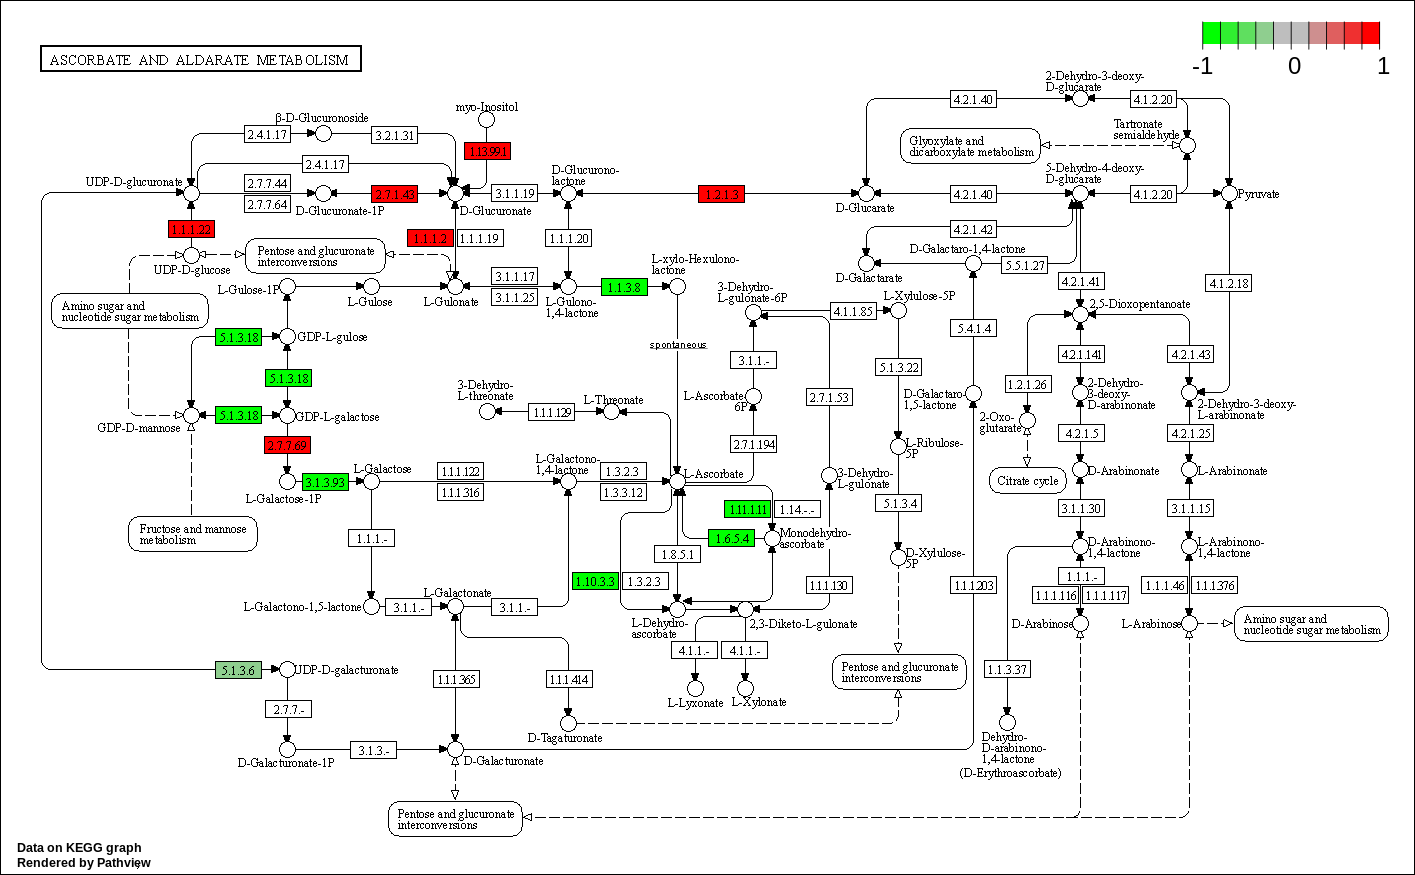 ASCORBATE AND ALDARATE METABOLISM
-1
0
1
2-Dehydro-3-deoxy-
D-glucarate
4.2.1.40
4.1.2.20
myo-Inositol
β-D-Glucuronoside
2.4.1.17
3.2.1.31
1.13.99.1
Tartronate
semialdehyde
Glyoxylate and
dicarboxylate metabolism
2.4.1.17
UDP-D-glucuronate
2.7.7.44
2.7.7.64
D-Glucuronate-1P
2.7.1.43
D-Glucuronate
3.1.1.19
D-Glucurono-
lactone
1.2.1.3
D-Glucarate
4.2.1.40
5-Dehydro-4-deoxy-
D-glucarate
4.1.2.20
Pyruvate
1.1.1.22
1.1.1.2
1.1.1.19
1.1.1.20
4.2.1.42
UDP-D-glucose
Pentose and glucuronate
interconversions
L-xylo-Hexulono-
lactone
D-Galactaro-1,4-lactone
D-Galactarate
5.5.1.27
L-Gulose-1P
L-Gulose
L-Gulonate
3.1.1.17
3.1.1.25
L-Gulono-
1,4-lactone
1.1.3.8
3-Dehydro-
L-gulonate-6P
L-Xylulose-5P
4.2.1.41
4.1.2.18
Amino sugar and
nucleotide sugar metabolism
4.1.1.85
2,5-Dioxopentanoate
5.1.3.18
GDP-L-gulose
spontaneous
5.4.1.4
3.1.1.-
5.1.3.22
4.2.1.141
4.2.1.43
5.1.3.18
3-Dehydro-
L-threonate
1.1.1.129
L-Threonate
L-Ascorbate-
6P
2.7.1.53
D-Galactaro-
1,5-lactone
1.2.1.26
2-Dehydro-
3-deoxy-
D-arabinonate
2-Dehydro-3-deoxy-
L-arabinonate
GDP-D-mannose
5.1.3.18
GDP-L-galactose
2-Oxo-
glutarate
2.7.7.69
2.7.1.194
L-Ribulose-
5P
4.2.1.5
4.2.1.25
L-Galactose-1P
3.1.3.93
L-Galactose
1.1.1.122
1.1.1.316
L-Galactono-
1,4-lactone
1.3.2.3
1.3.3.12
L-Ascorbate
3-Dehydro-
L-gulonate
Citrate cycle
D-Arabinonate
L-Arabinonate
1.11.1.11
1.14.-.-
5.1.3.4
3.1.1.30
3.1.1.15
Fructose and mannose
metabolism
1.1.1.-
1.6.5.4
Monodehydro-
ascorbate
1.8.5.1
D-Xylulose-
5P
D-Arabinono-
1,4-lactone
L-Arabinono-
1,4-lactone
1.10.3.3
1.3.2.3
1.1.1.130
1.1.1203
1.1.1.-
1.1.1.116
1.1.1.117
1.1.1.46
1.1.1.376
L-Galactono-1,5-lactone
3.1.1.-
L-Galactonate
3.1.1.-
L-Dehydro-
ascorbate
2,3-Diketo-L-gulonate
D-Arabinose
L-Arabinose
Amino sugar and
nucleotide sugar metabolism
4.1.1.-
4.1.1.-
5.1.3.6
UDP-D-galacturonate
1.1.1.365
1.1.1.414
L-Lyxonate
L-Xylonate
Pentose and glucuronate
interconversions
1.1.3.37
2.7.7.-
D-Tagaturonate
D-Galacturonate-1P
3.1.3.-
D-Galacturonate
Dehydro-
D-arabinono-
1,4-lactone
(D-Erythroascorbate)
Pentose and glucuronate
interconversions
Data on KEGG graph
Rendered by Pathview